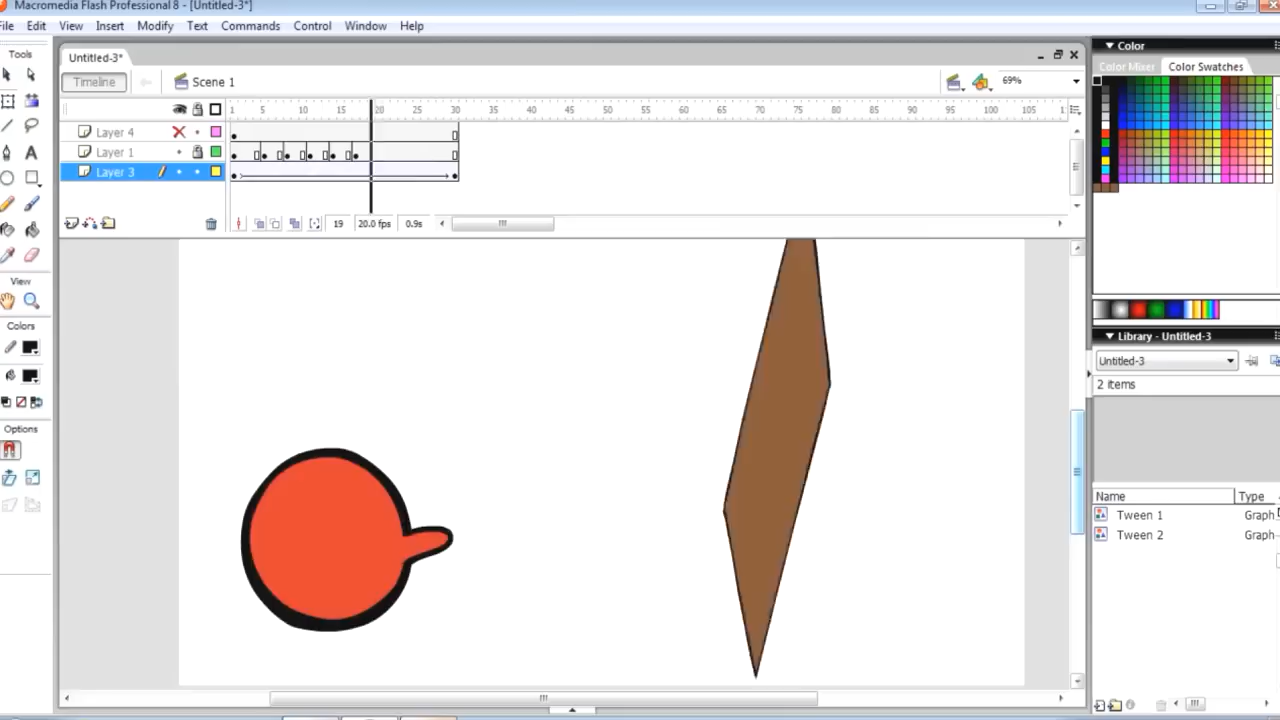 Macromedia Flash Professional 8 - [Untitled-3*]
File Edit View Insert Modify Text Commands Control Window Help
Tools
Untitled-3*
Timeline
Scene 1
69%
1 5 10 15 20 25 30 35 40 45 50 55 60 65 70 75 80 85 90 95 100 105 110 1
Layer 4
Layer 1
Layer 3
19 20.0 fps 0.9s
View
Colors
Options
Color
Color Mixer Color Swatches
Library - Untitled-3
Untitled-3
2 items
Name Type
Tween 1 Graph
Tween 2 Graph